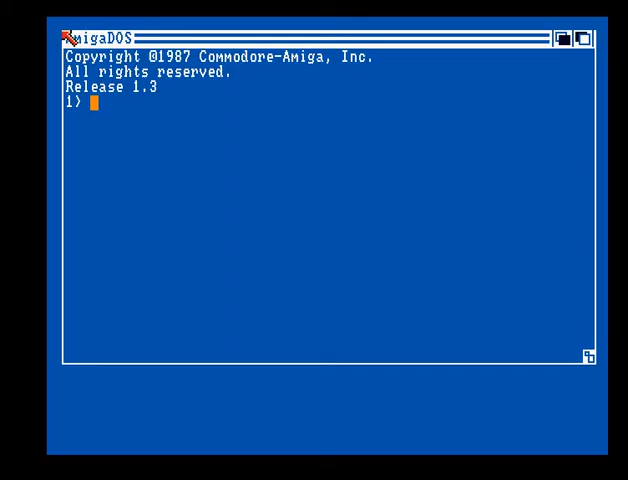 AmigaDOS
Copyright @1987 Commodore-Amiga, Inc.
All rights reserved.
Release 1.3
1>